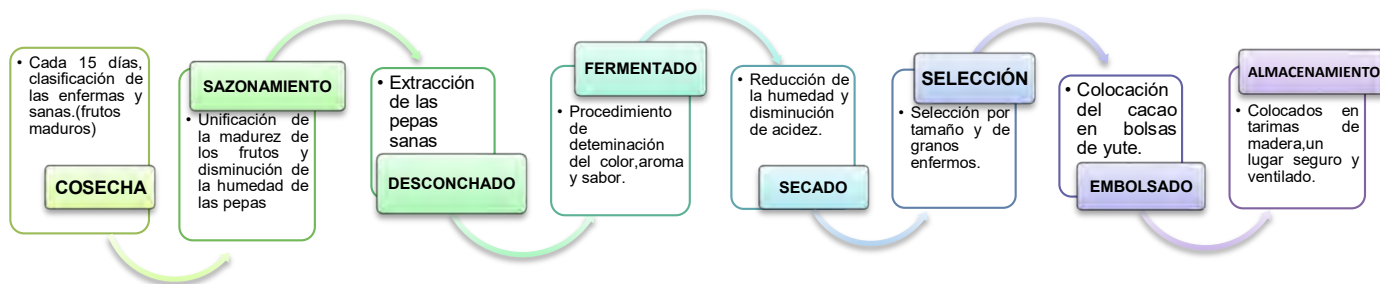 • Cada 15 días,
clasificación de
las enfermas y
sanas.(frutos
maduros)
COSECHA
SAZONAMIENTO
• Unificación de
la madurez de
los frutos y
disminución de
la humedad de
las pepas
• Extracción
de las
pepas
sanas
DESCONCHADO
FERMENTADO
• Procedimiento
de
deteminación
del color,aroma
y sabor.
• Reducción de
la humedad y
disminución
de acidez.
SECADO
SELECCIÓN
• Selección por
tamaño y de
granos
enfermos.
• Colocación
del cacao
en bolsas
de yute.
EMBOLSADO
ALMACENAMIENTO
• Colocados en
tarimas de
madera,un
lugar seguro y
ventilado.